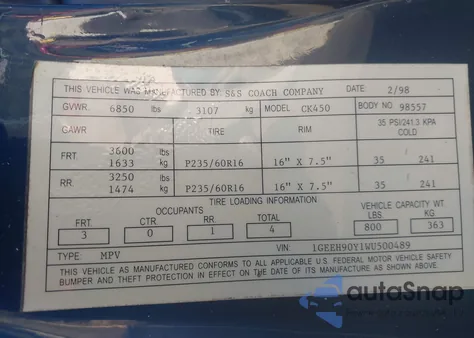 THIS VEHICLE WAS MANUFACTURED BY: S&S COACH COMPANY DATE 2/98
GVWR. 6850 lbs 3107 kg MODEL CK450 BODY NO 98557
GAWR TIRE RIM 35 PSI/241.3 KPA COLD
FRT. 3600 lbs 1633 kg P235/60R16 16" X 7.5" 35 241
RR. 3250 lbs 1474 kg P235/60R16 16" X 7.5" 35 241
TIRE LOADING INFORMATION
OCCUPANTS VEHICLE CAPACITY WT.
FRT. CTR RR. TOTAL LBS. KG
3 0 1 4 800 363
TYPE: MPV VIN: 1GEEH90Y1WU500489
THIS VEHICLE AS MANUFACTURED CONFORMS TO ALL APPLICABLE U.S. FEDERAL MOTOR VEHICLE SAFETY
BUMPER AND THEFT PROTECTION IN EFFECT ON THE DATE OF MANUFACTURE AS SHOWN ABOVE.
autoSnap